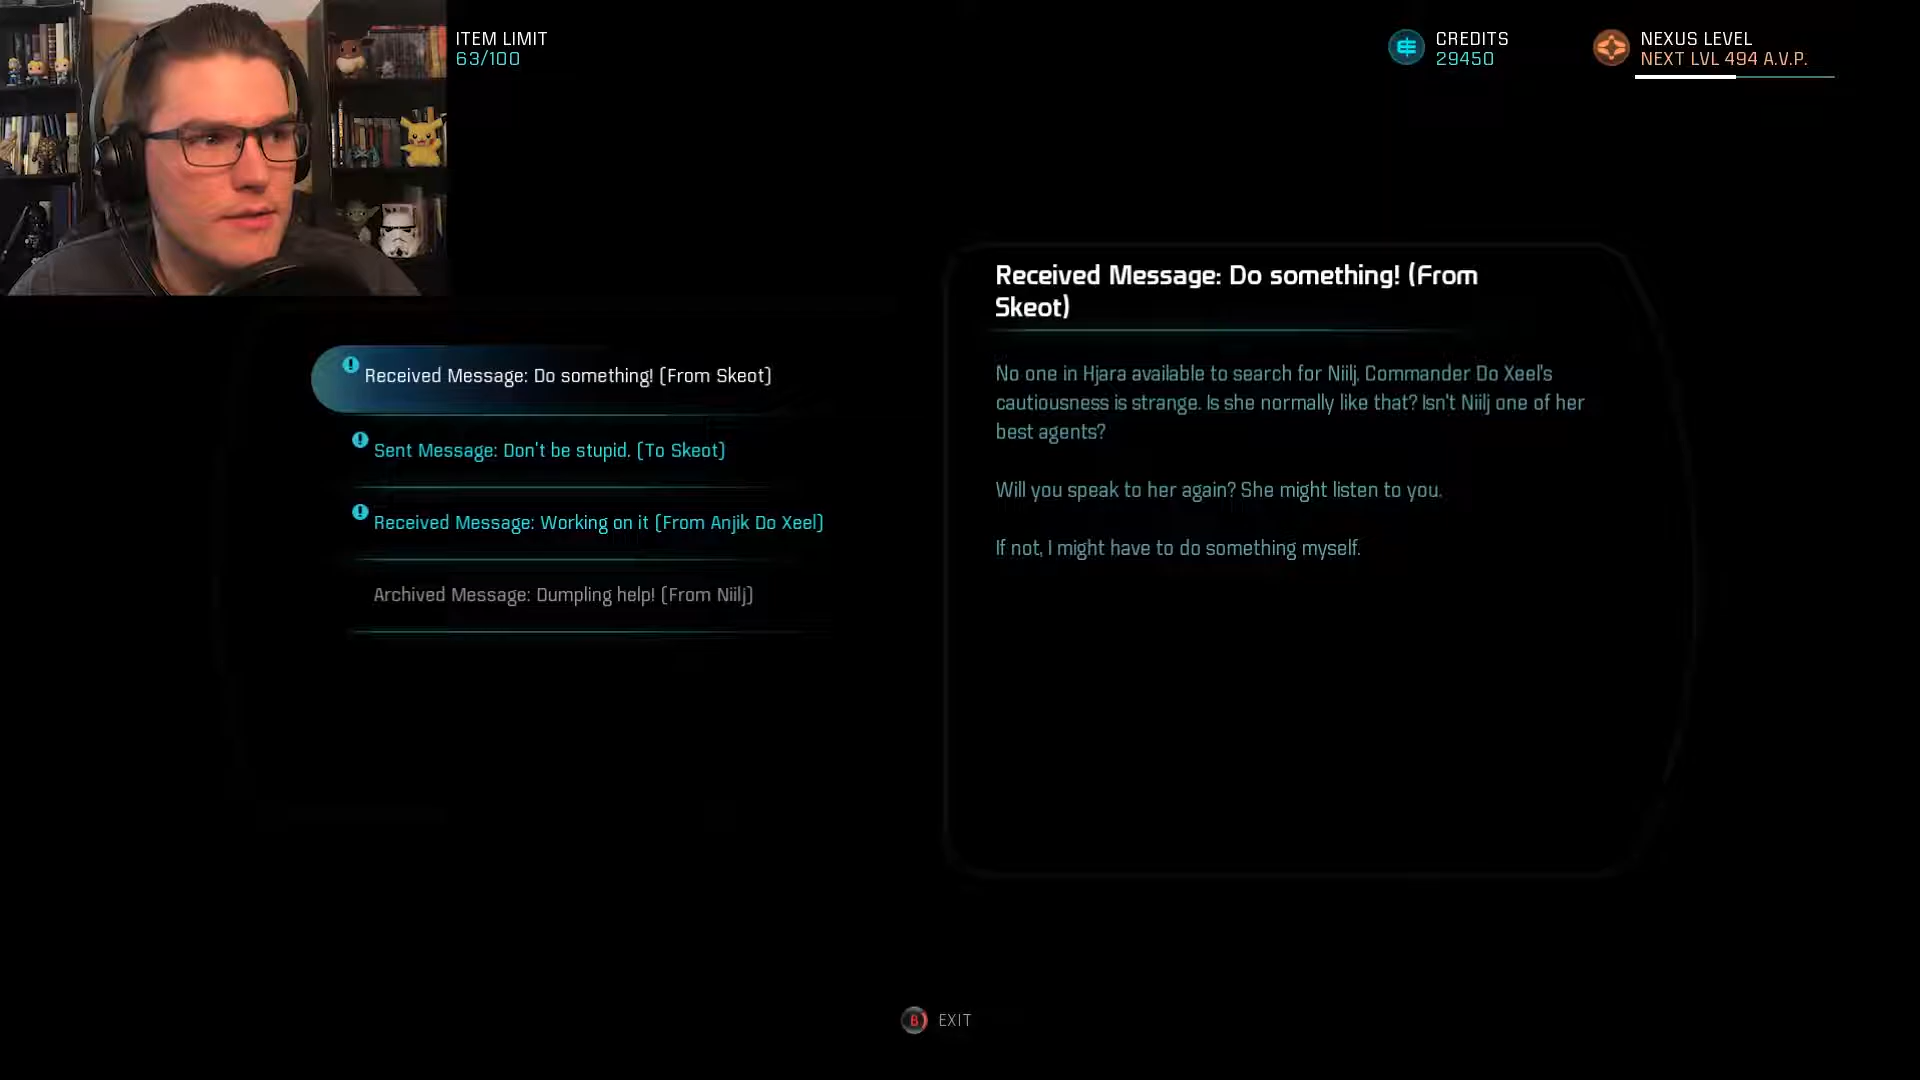 ITEM LIMIT
63/100
CREDITS
29450
NEXUS LEVEL
NEXT LVL 494 A.V.P.
Received Message: Do something! (From Skeot)
Sent Message: Don't be stupid. (To Skeot)
Received Message: Working on it (From Anjik Do Xeel)
Archived Message: Dumpling help! (From Niilj)
Received Message: Do something! (From
Skeot)
No one in Hjara available to search for Niilj, Commander Do Xeel's
cautiousness is strange. Is she normally like that? Isn't Niilj one of her
best agents?
Will you speak to her again? She might listen to you.
If not, I might have to do something myself.
B EXIT